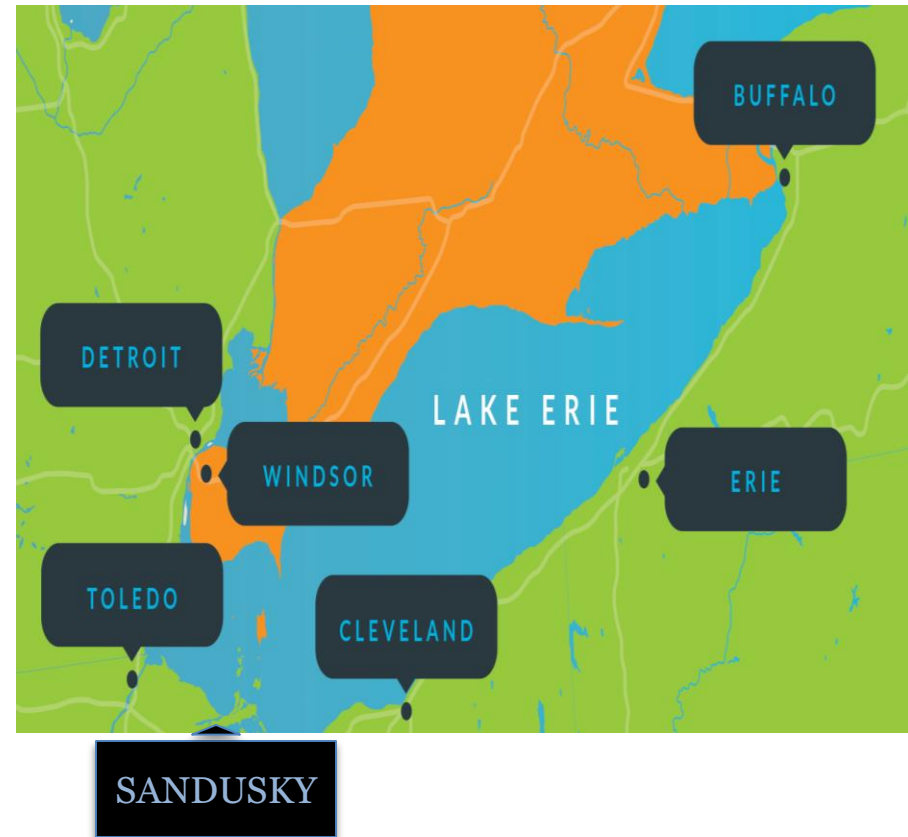 BUFFALO
DETROIT
LAKE ERIE
WINDSOR
ERIE
TOLEDO
CLEVELAND
SANDUSKY